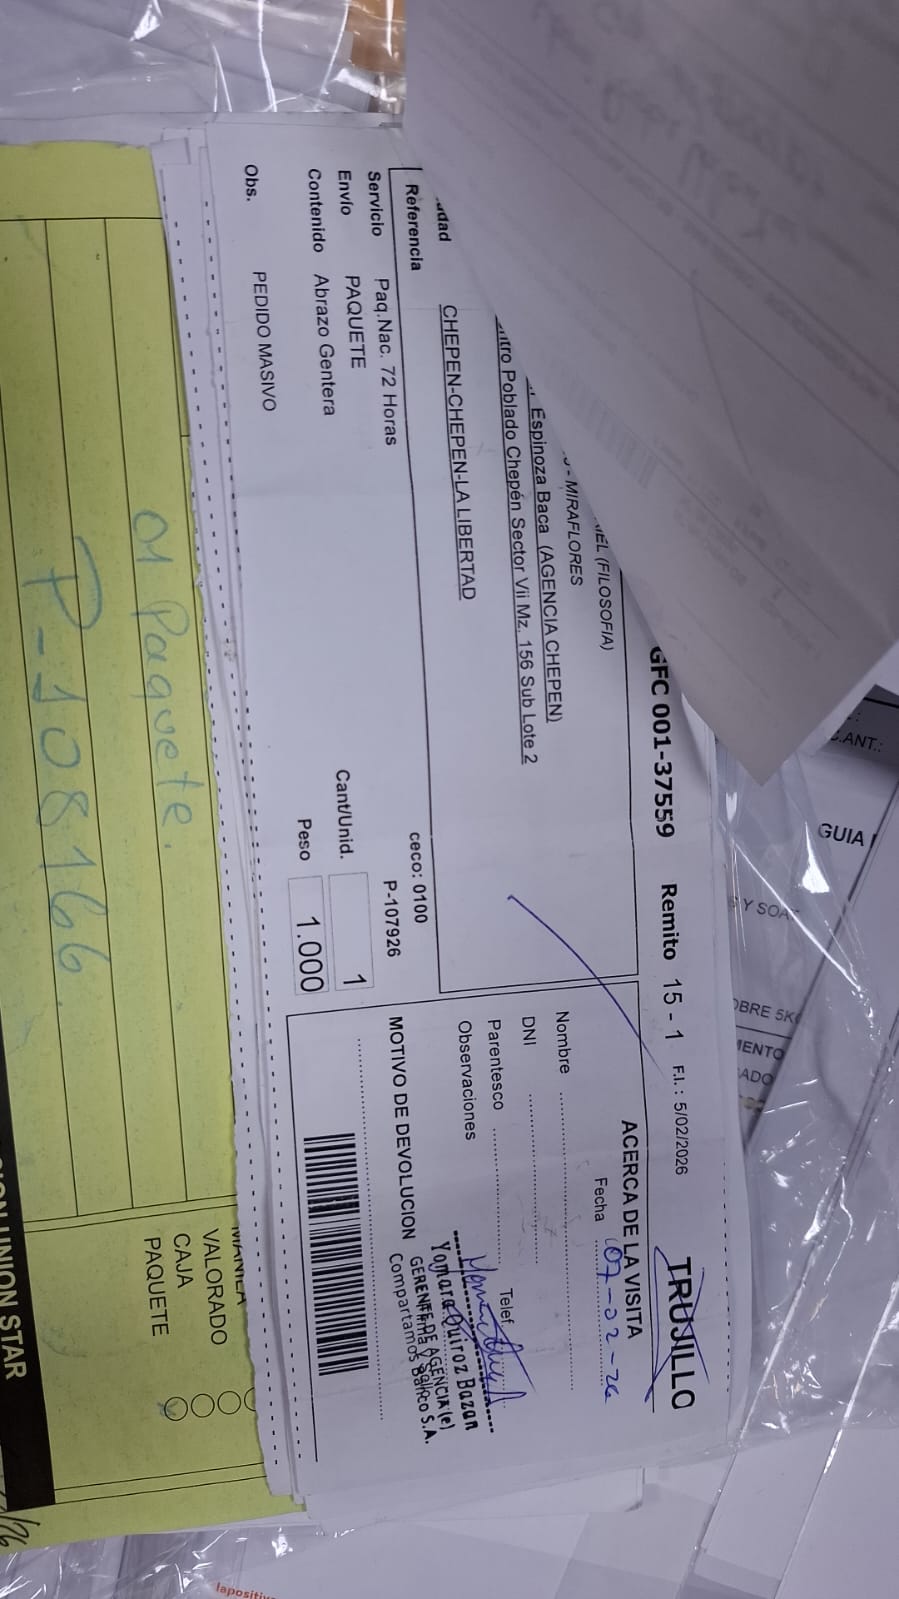 GFC 001-37559 Remito 15 - 1 F.I.: 5/02/2026 TRUJILLO
(FILOSOFIA)
- MIRAFLORES
Espinoza Baca (AGENCIA CHEPEN)
Poblado Chepén Sector Vii Mz. 156 Sub Lote 2
CHEPEN-CHEPEN-LA LIBERTAD
Referencia
ceco: 0100
Servicio Paq.Nac. 72 Horas
P-107926
Envío PAQUETE
Cant/Unid. 1
Contenido Abrazo Gentera
Peso 1.000
Obs. PEDIDO MASIVO
ACERCA DE LA VISITA
Fecha 07-02-26
Nombre
DNI
Parentesco Telef.
Observaciones
Yomara Quiroz Bazan
GERENTE DE AGENCIA (e)
Compartamos Banco S.A.
MOTIVO DE DEVOLUCION
01 Paquete.
P-108166
VALORADO
CAJA
PAQUETE
UNION STAR
ANT.:
GUIA
Y SOA
5K
lapositiv